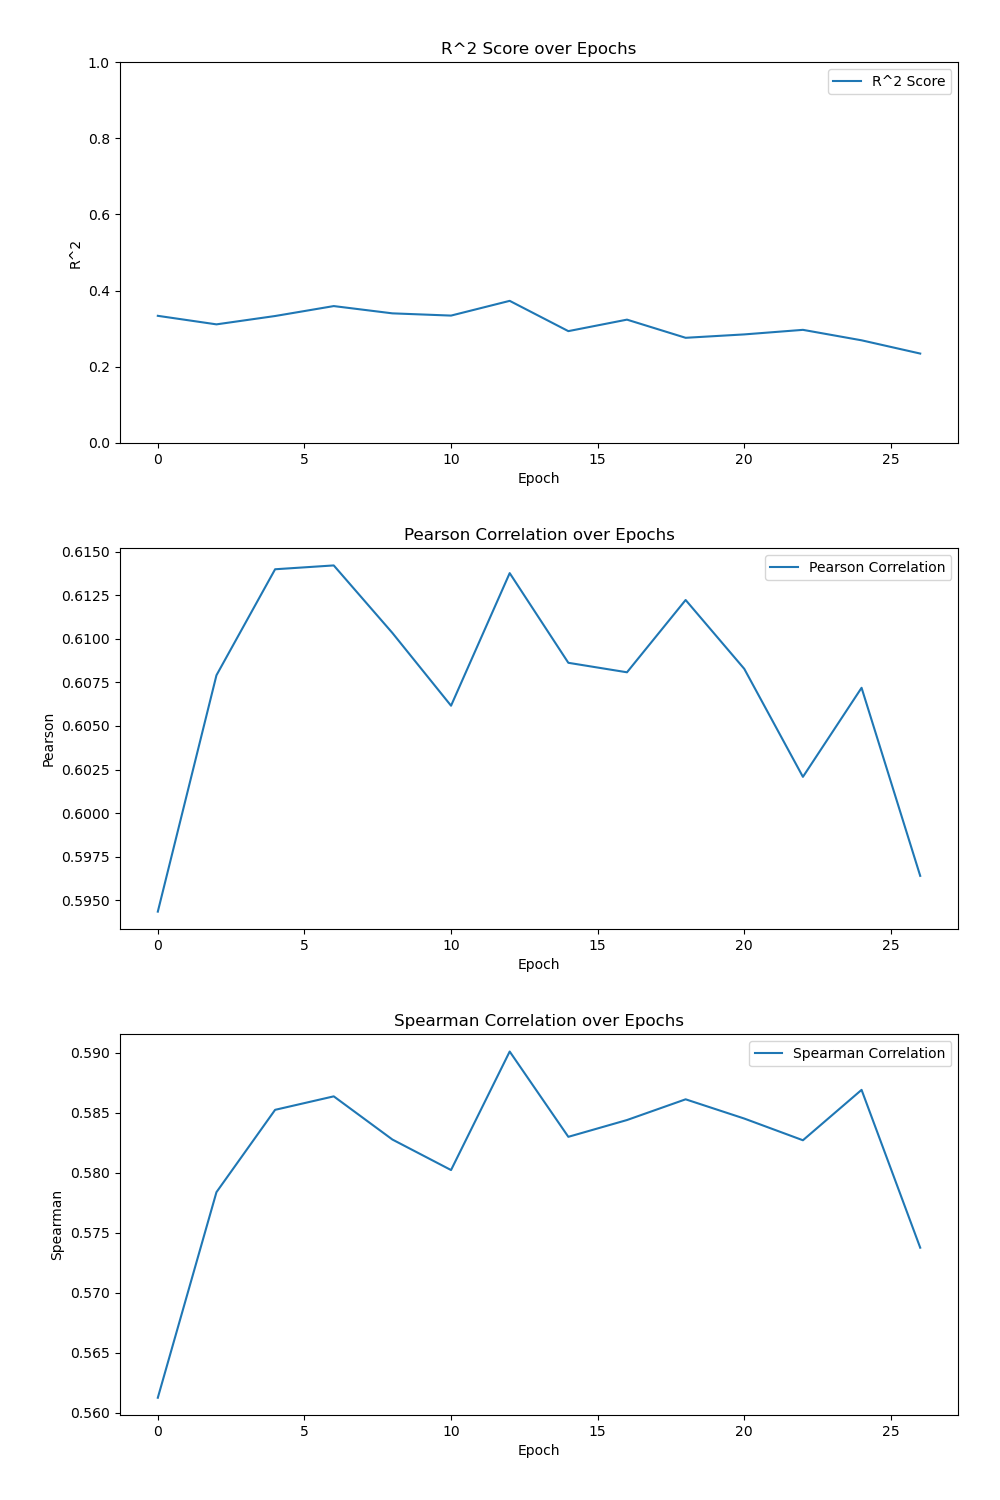 R^2 Score over Epochs
R^2 Score
1.0
0.8
0.6
0.4
0.2
0.0
R^2
0 5 10 15 20 25
Epoch
Pearson Correlation over Epochs
Pearson Correlation
0.6150
0.6125
0.6100
0.6075
0.6050
0.6025
0.6000
0.5975
0.5950
Pearson
0 5 10 15 20 25
Epoch
Spearman Correlation over Epochs
Spearman Correlation
0.590
0.585
0.580
0.575
0.570
0.565
0.560
Spearman
0 5 10 15 20 25
Epoch